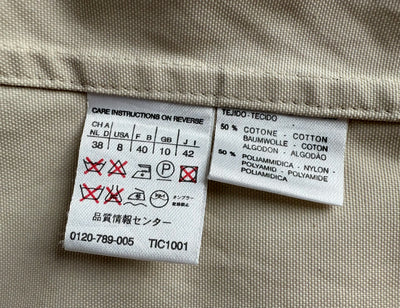 CARE INSTRUCTIONS ON REVERSE
CH A
NL D USA F B GB J I
38 8 40 10 42
P
品質情報センター
0120-789-005 TIC1001
TEJIDO - TECIDO
50 % COTONE - COTTON
BAUMWOLLE - COTON
ALGODON - ALGODÃO
50 % POLIAMMIDICA - NYLON -
POLYAMID - POLYAMIDE
POLIAMIDICA